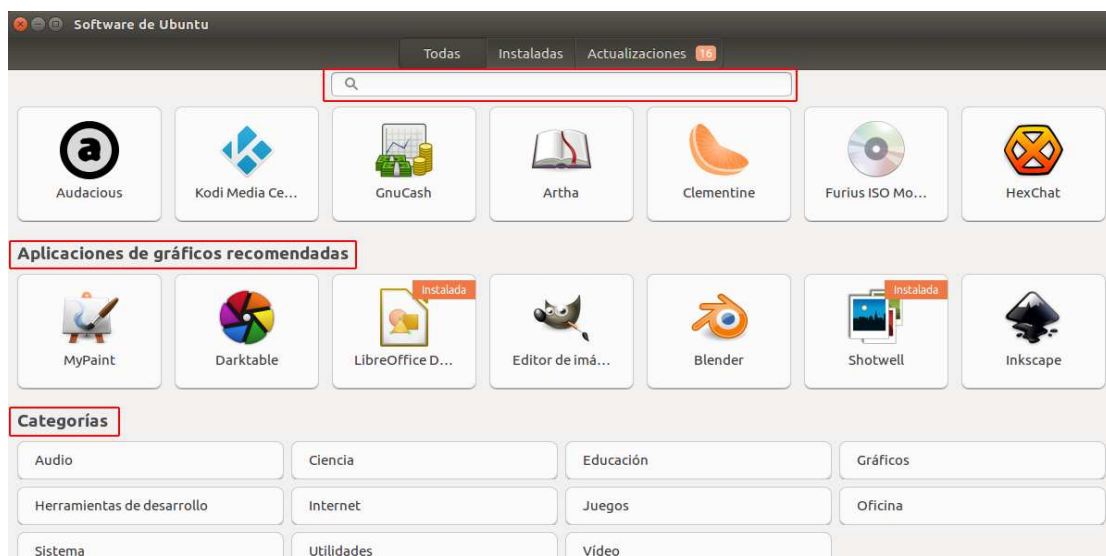 Software de Ubuntu
Todas Instaladas Actualizaciones 16
Audacious Kodi Media Ce... GnuCash Artha Clementine Furius ISO Mo... HexChat
Aplicaciones de gráficos recomendadas
Instalada Instalada
MyPaint Darktable LibreOffice D... Editor de imá... Blender Shotwell Inkscape
Categorías
Audio Ciencia Educación Gráficos
Herramientas de desarrollo Internet Juegos Oficina
Sistema Utilidades Vídeo